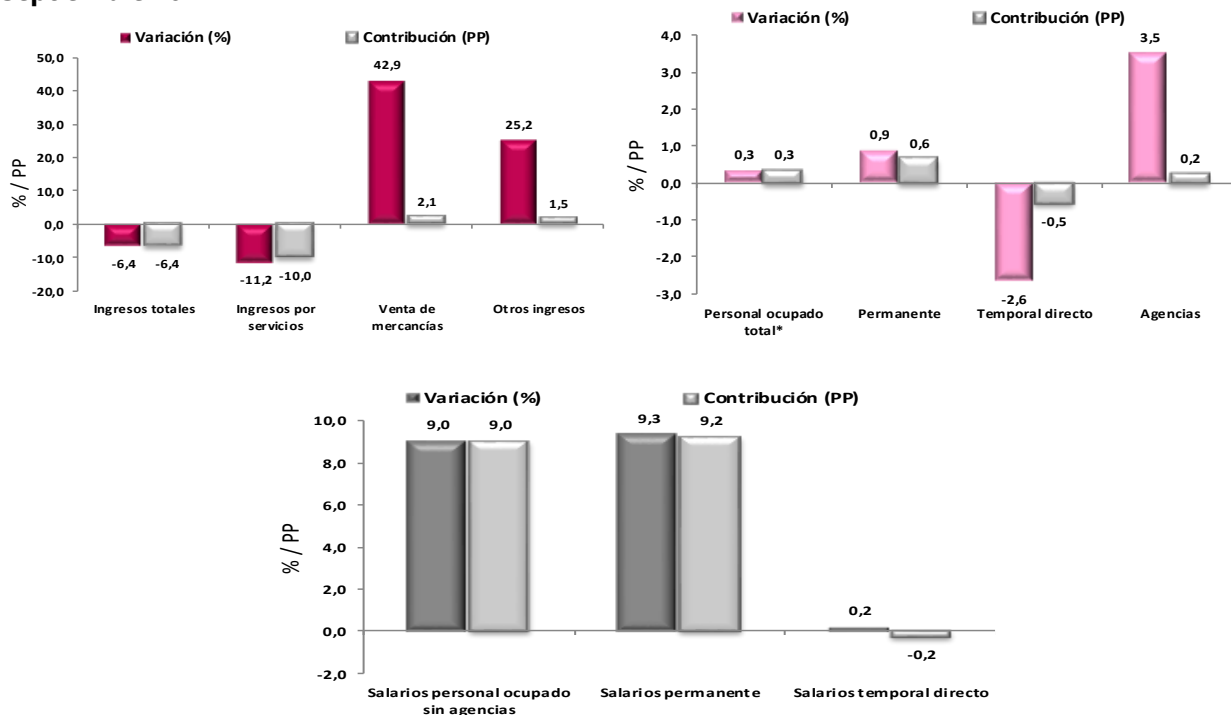 Variación (%) Contribución (PP)
50,0
40,0
30,0
20,0
10,0
0,0
-10,0
-20,0
% / PP
42,9
25,2
2,1
1,5
-6,4 -6,4
-11,2 -10,0
Ingresos totales
Ingresos por
servicios
Venta de
mercancías
Otros ingresos
Variación (%) Contribución (PP)
4,0
3,0
2,0
1,0
0,0
-1,0
-2,0
-3,0
% / PP
3,5
0,3 0,3
0,9 0,6
-2,6
-0,5
0,2
Personal ocupado
total*
Permanente
Temporal directo
Agencias
Variación (%) Contribución (PP)
10,0
8,0
6,0
4,0
2,0
0,0
-2,0
% / PP
9,0 9,0
9,3 9,2
0,2
-0,2
Salarios personal ocupado
sin agencias
Salarios permanente
Salarios temporal directo